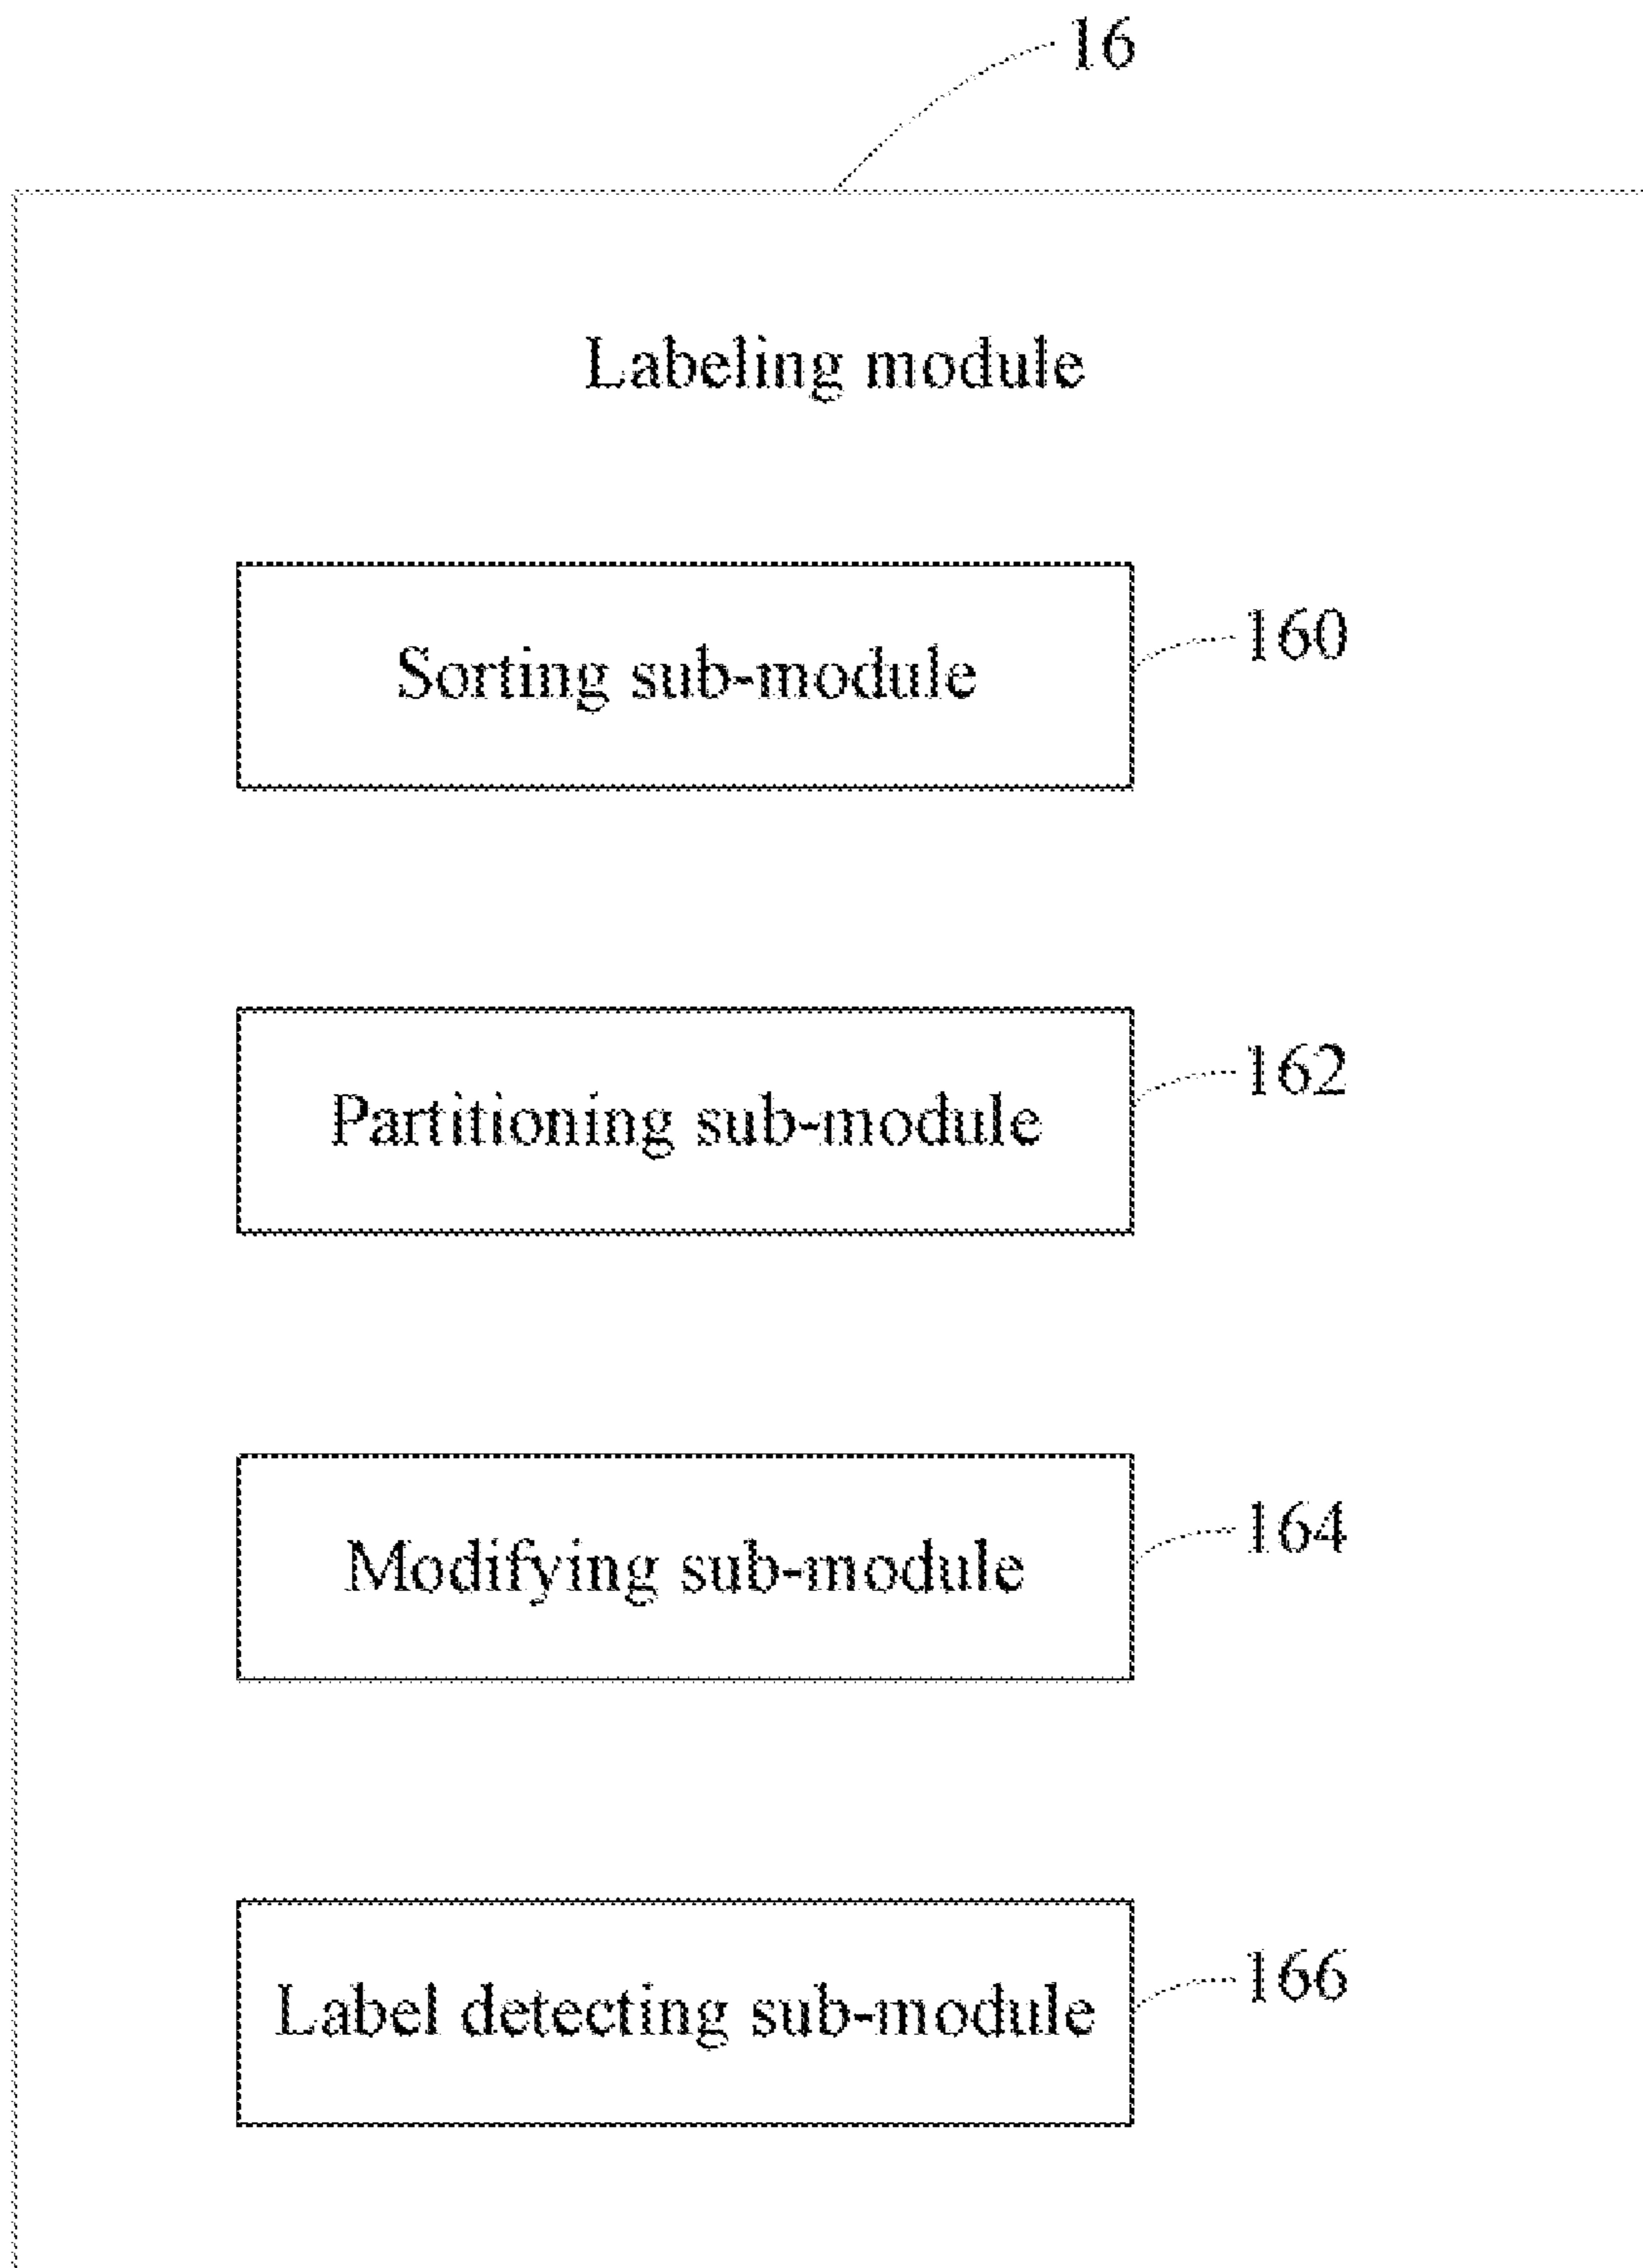 16
Labeling module
Sorting sub-module
160
Partitioning sub-module
162
Modifying sub-module
164
Label detecting sub-module
166